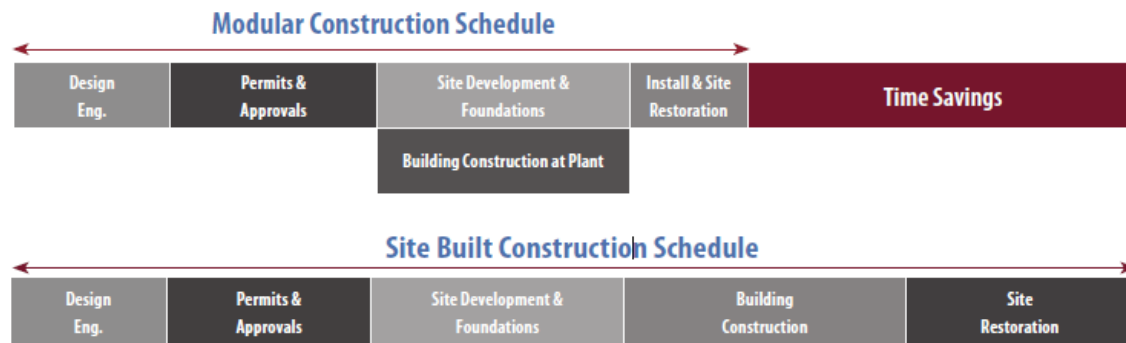 Modular Construction Schedule
Design
Eng.
Permits &
Approvals
Site Development &
Foundations
Install & Site
Restoration
Time Savings
Building Construction at Plant
Site Built Construction Schedule
Design
Eng.
Permits &
Approvals
Site Development &
Foundations
Building
Construction
Site
Restoration